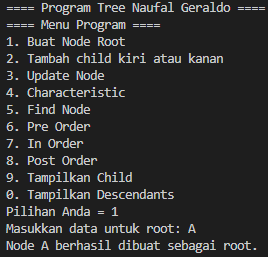 ==== Program Tree Naufal Geraldo ====
==== Menu Program ====
1. Buat Node Root
2. Tambah child kiri atau kanan
3. Update Node
4. Characteristic
5. Find Node
6. Pre Order
7. In Order
8. Post Order
9. Tampilkan Child
0. Tampilkan Descendants
Pilihan Anda = 1
Masukkan data untuk root: A
Node A berhasil dibuat sebagai root.